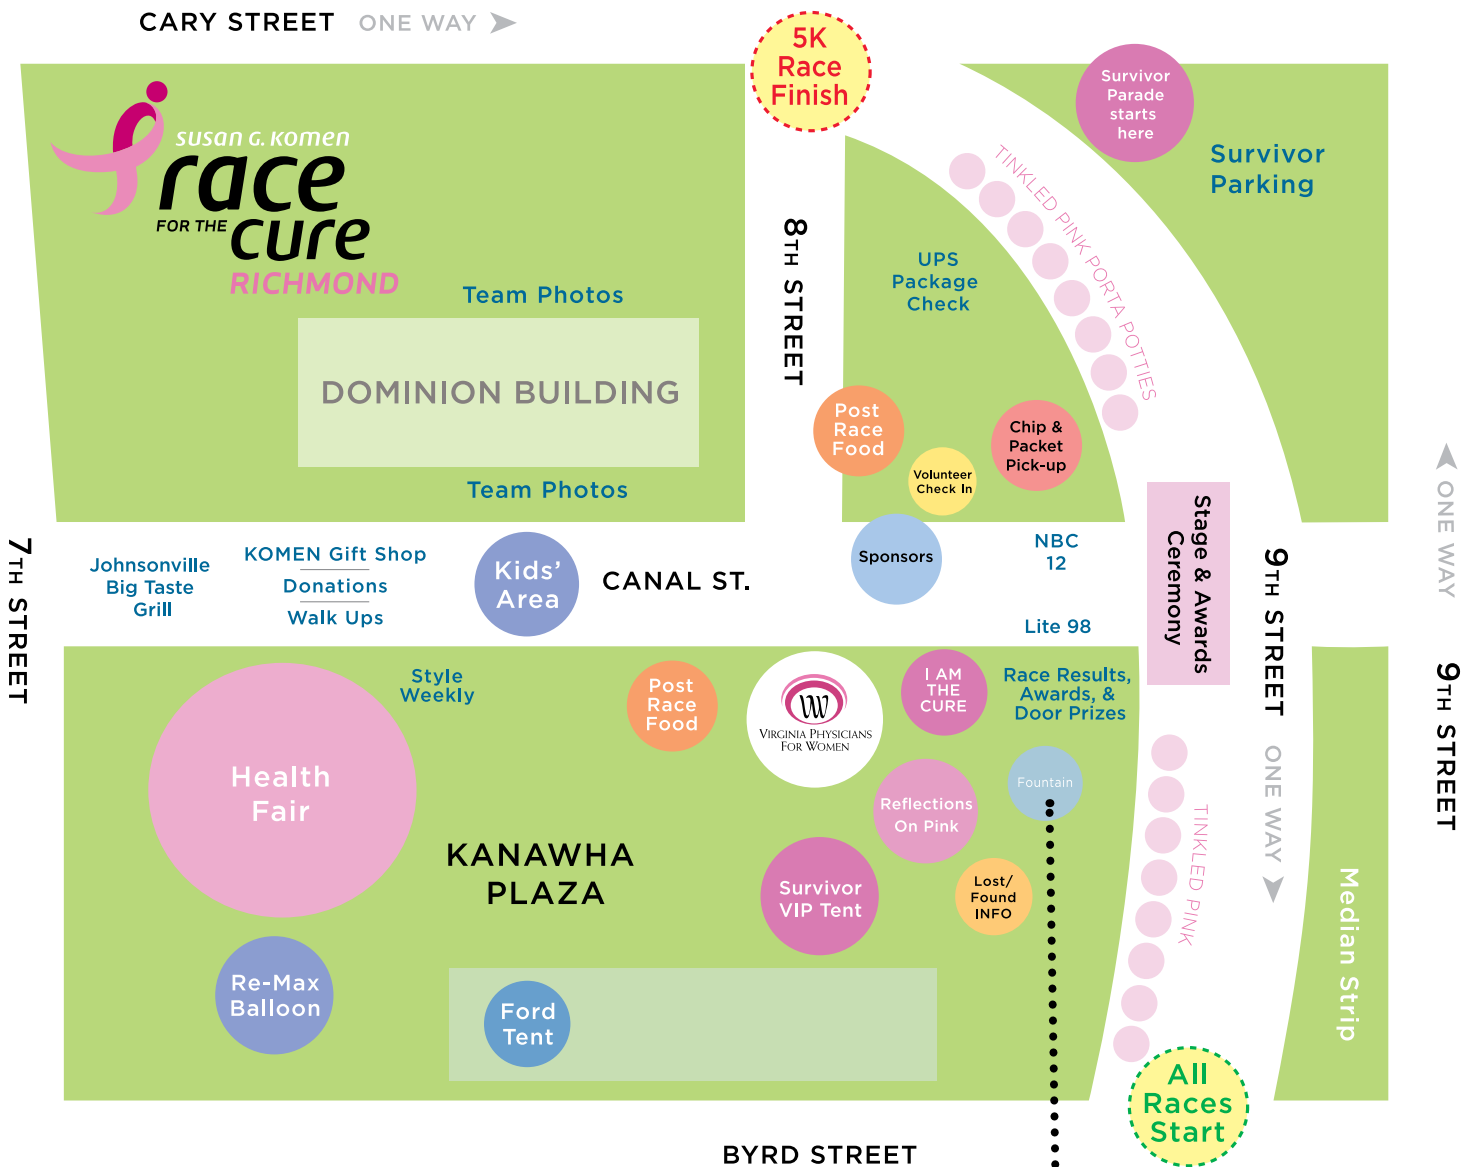 CARY STREET ONE WAY
5K
Race
Finish
Survivor
Parade
starts
here
Survivor
Parking
SUSAN G. KOMEN
race
FOR THE
cure
RICHMOND
TINKLED PINK PORTA POTTIES
8TH STREET
UPS
Package
Check
Team Photos
DOMINION BUILDING
Team Photos
Post
Race
Food
Volunteer
Check In
Chip &
Packet
Pick-up
Stage & Awards
Ceremony
ONE WAY
7TH STREET
Johnsonville
Big Taste
Grill
KOMEN Gift Shop
Donations
Walk Ups
Kids'
Area
CANAL ST.
Sponsors
NBC
12
Lite 98
9TH STREET
ONE WAY
9TH STREET
Health
Fair
Style
Weekly
Post
Race
Food
VW
VIRGINIA PHYSICIANS
FOR WOMEN
I AM
THE
CURE
Race Results,
Awards, &
Door Prizes
Fountain
Reflections
On Pink
KANAWHA
PLAZA
Survivor
VIP Tent
Lost/
Found
INFO
TINKLED PINK
Median Strip
Re-Max
Balloon
Ford
Tent
All
Races
Start
BYRD STREET